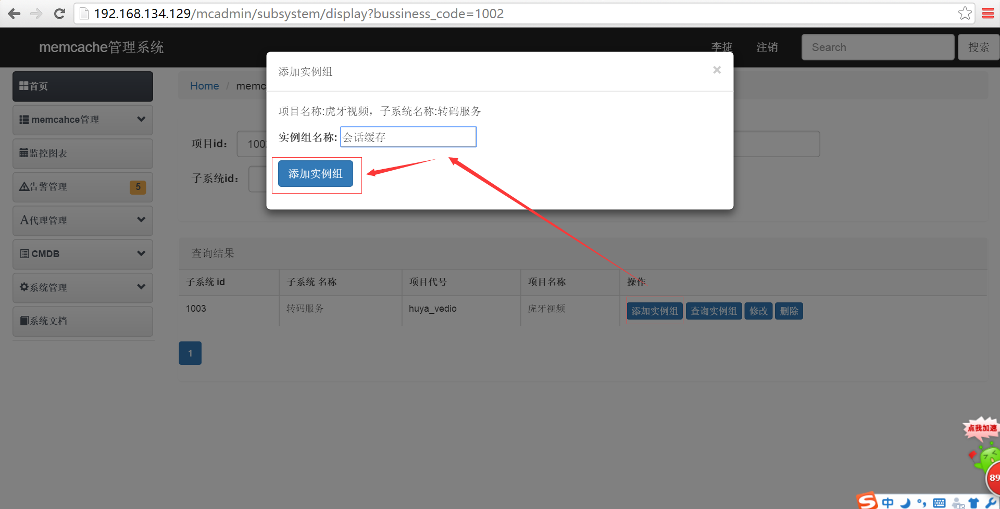 192.168.134.129/mcadmin/subsystem/display?bussiness_code=1002
memcache管理系统
李捷
注销
Search
搜索
添加实例组
×
首页
Home / memc
memcahce管理
项目名称:虎牙视频，子系统名称:转码服务
实例组名称:
会话缓存
项目id：
监控图表
添加实例组
子系统id：
告警管理
5
A代理管理
CMDB
查询结果
子系统 id
子系统 名称
项目代号
项目名称
操作
系统管理
1003
转码服务
huya_vedio
虎牙视频
添加实例组
查询实例组
修改
删除
系统文档
1
点我加速
89
S
中
12